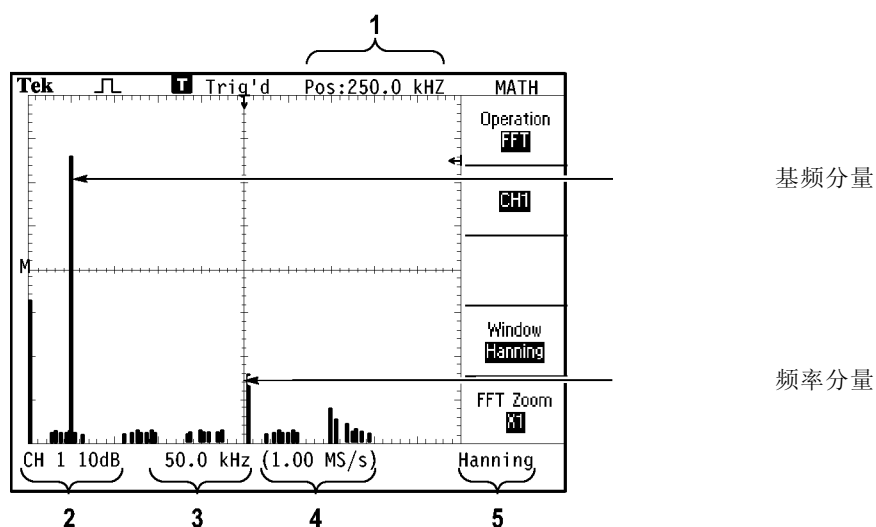 1
Tek T Trig'd Pos:250.0 kHZ MATH
Operation
FFT
基频分量
CH1
M
Window
Hanning
频率分量
FFT Zoom
X1
CH 1 10dB 50.0 kHz (1.00 MS/s) Hanning
2 3 4 5